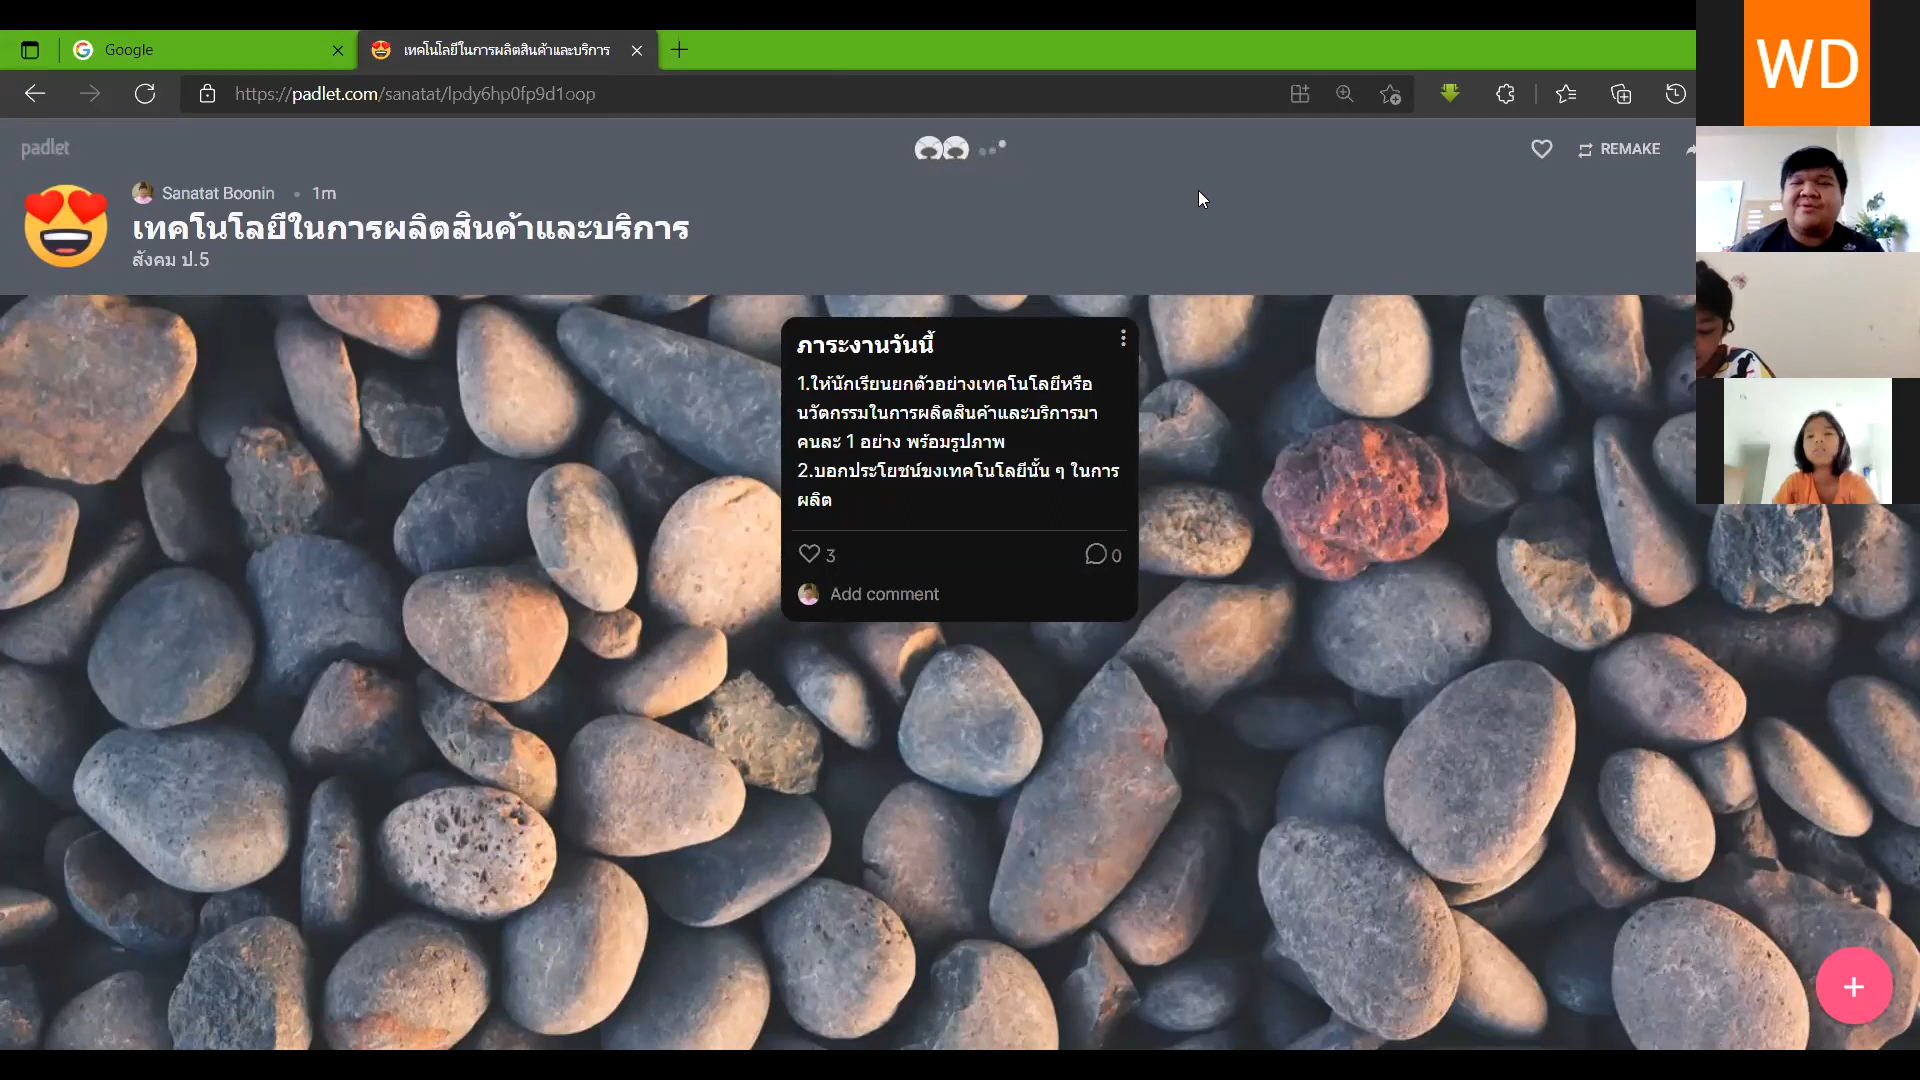 Google
เทคโนโลยีในการผลิตสินค้าและบริการ
https://padlet.com/sanatat/lpdy6hp0fp9d1oop
WD
padlet
REMAKE
Sanatat Boonin • 1m
เทคโนโลยีในการผลิตสินค้าและบริการ
สังคม ป.5
ภาระงานวันนี้
1.ให้นักเรียนยกตัวอย่างเทคโนโลยีหรือ
นวัตกรรมในการผลิตสินค้าและบริการมา
คนละ 1 อย่าง พร้อมรูปภาพ
2.บอกประโยชน์ขงเทคโนโลยีนั้น ๆ ในการ
ผลิต
3
0
Add comment